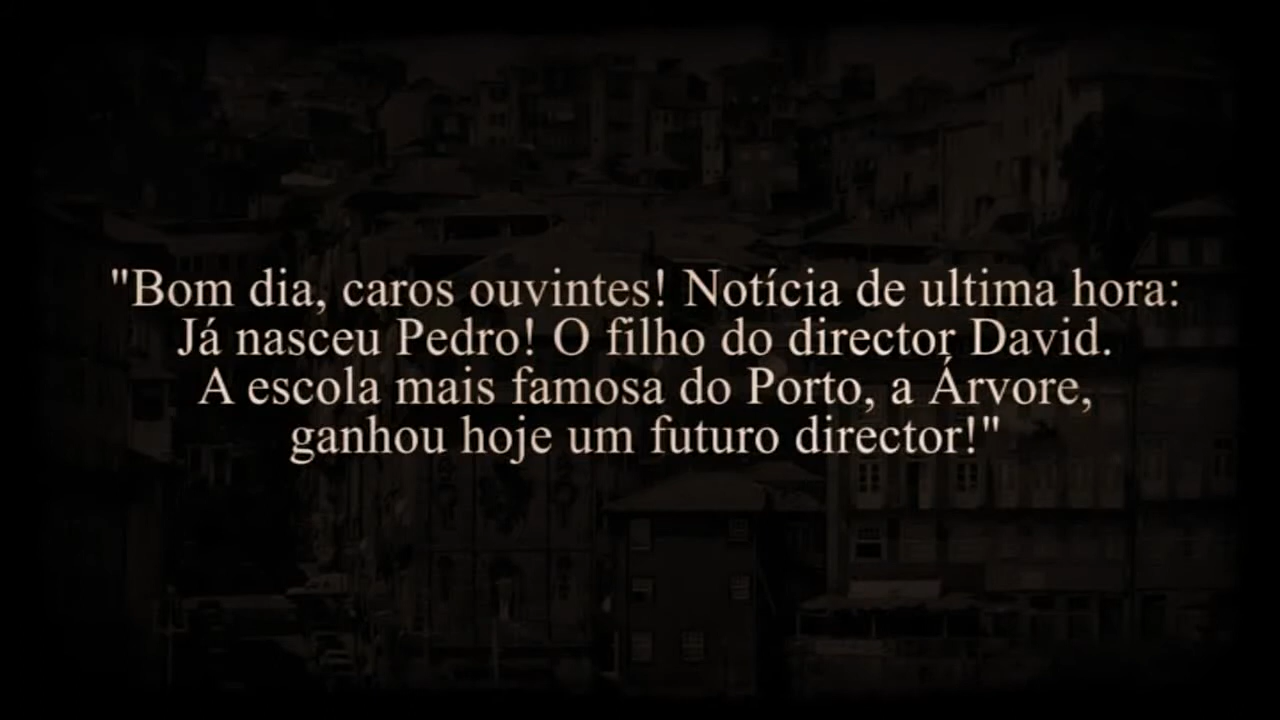 "Bom dia, caros ouvintes! Notícia de ultima hora:
Já nasceu Pedro! O filho do director David.
A escola mais famosa do Porto, a Árvore,
ganhou hoje um futuro director!"